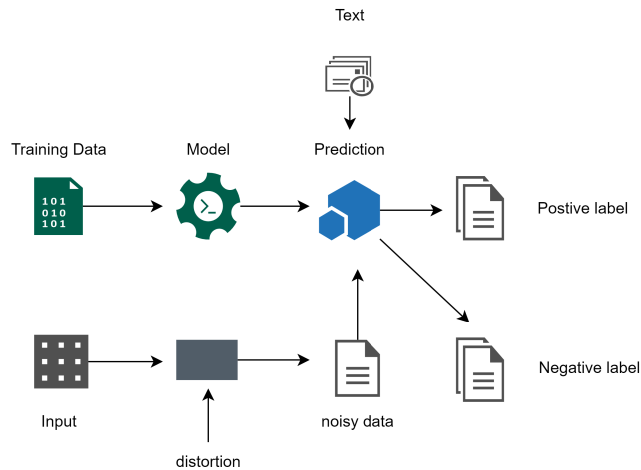 Text
Training Data
Model
Prediction
101
010
101
>_
Postive label
Negative label
Input
noisy data
distortion